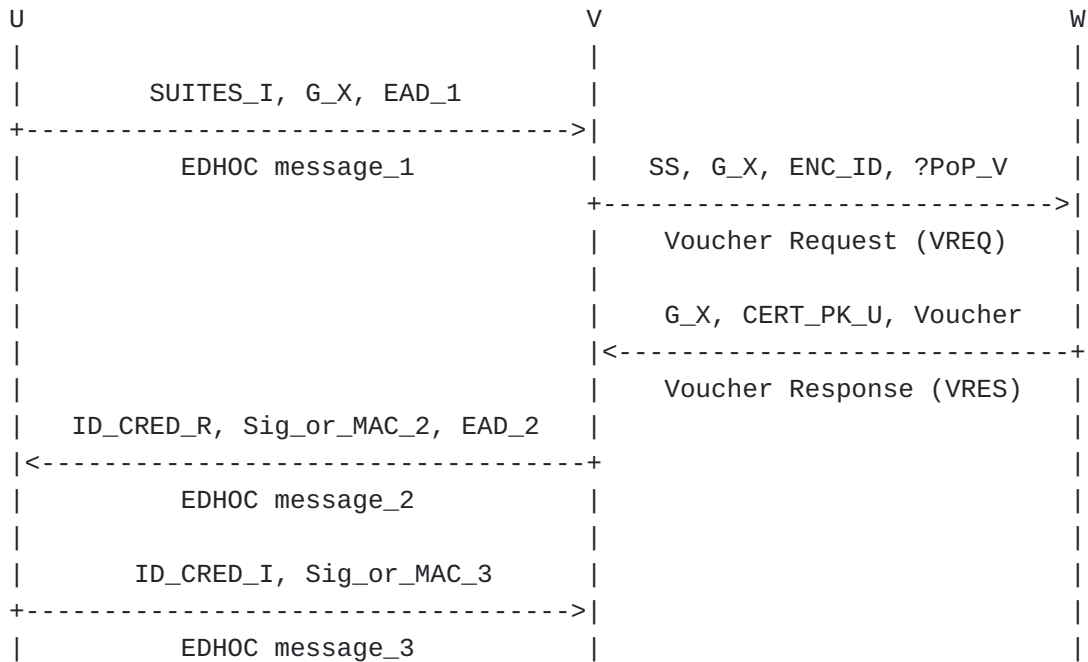 U                                    V                              W
|                                    |                              |
|        SUITES_I, G_X, EAD_1        |                              |
+----------------------------------->|                              |
|          EDHOC message_1           |   SS, G_X, ENC_ID, ?PoP_V    |
|                                    +----------------------------->|
|                                    |    Voucher Request (VREQ)    |
|                                    |                              |
|                                    |    G_X, CERT_PK_U, Voucher   |
|                                    |<-----------------------------+
|                                    |    Voucher Response (VRES)   |
|   ID_CRED_R, Sig_or_MAC_2, EAD_2   |                              |
|<-----------------------------------+                              |
|          EDHOC message_2           |                              |
|                                    |                              |
|       ID_CRED_I, Sig_or_MAC_3      |                              |
+----------------------------------->|                              |
|          EDHOC message_3           |                              |